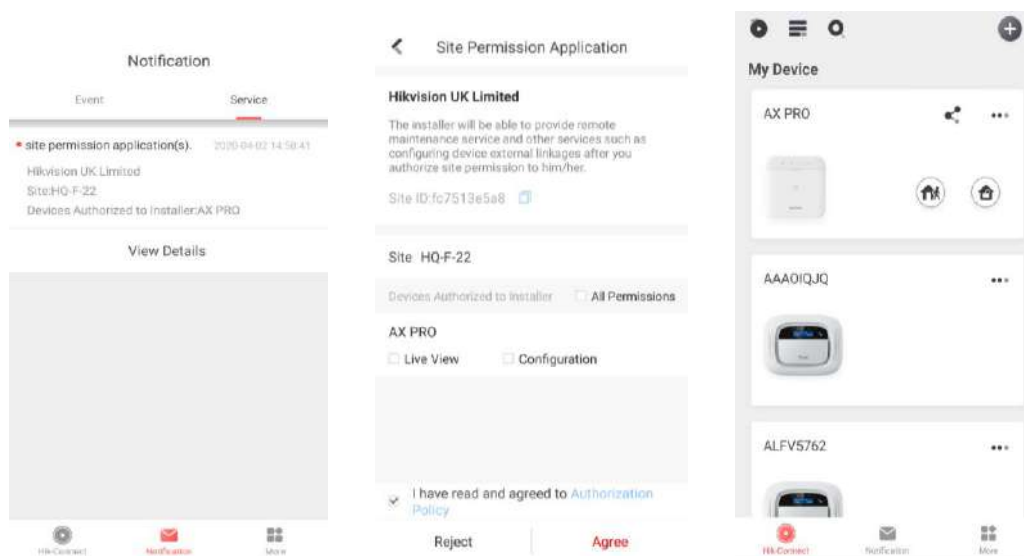 Notification
Event
Service
site permission application(s).
2020-04-02 14:58:41
Hikvision UK Limited
Site:HQ-F-22
Devices Authorized to Installer:AX PRO
View Details
Hik-Connect
Notification
More
Site Permission Application
Hikvision UK Limited
The installer will be able to provide remote
maintenance service and other services such as
configuring device external linkages after you
authorize site permission to him/her.
Site ID:fc7513e5a8
Site HQ-F-22
Devices Authorized to Installer
All Permissions
AX PRO
Live View
Configuration
I have read and agreed to Authorization
Policy
Reject
Agree
My Device
AX PRO
AAAOIQJQ
ALFV5762
Hik-Connect
Notification
More